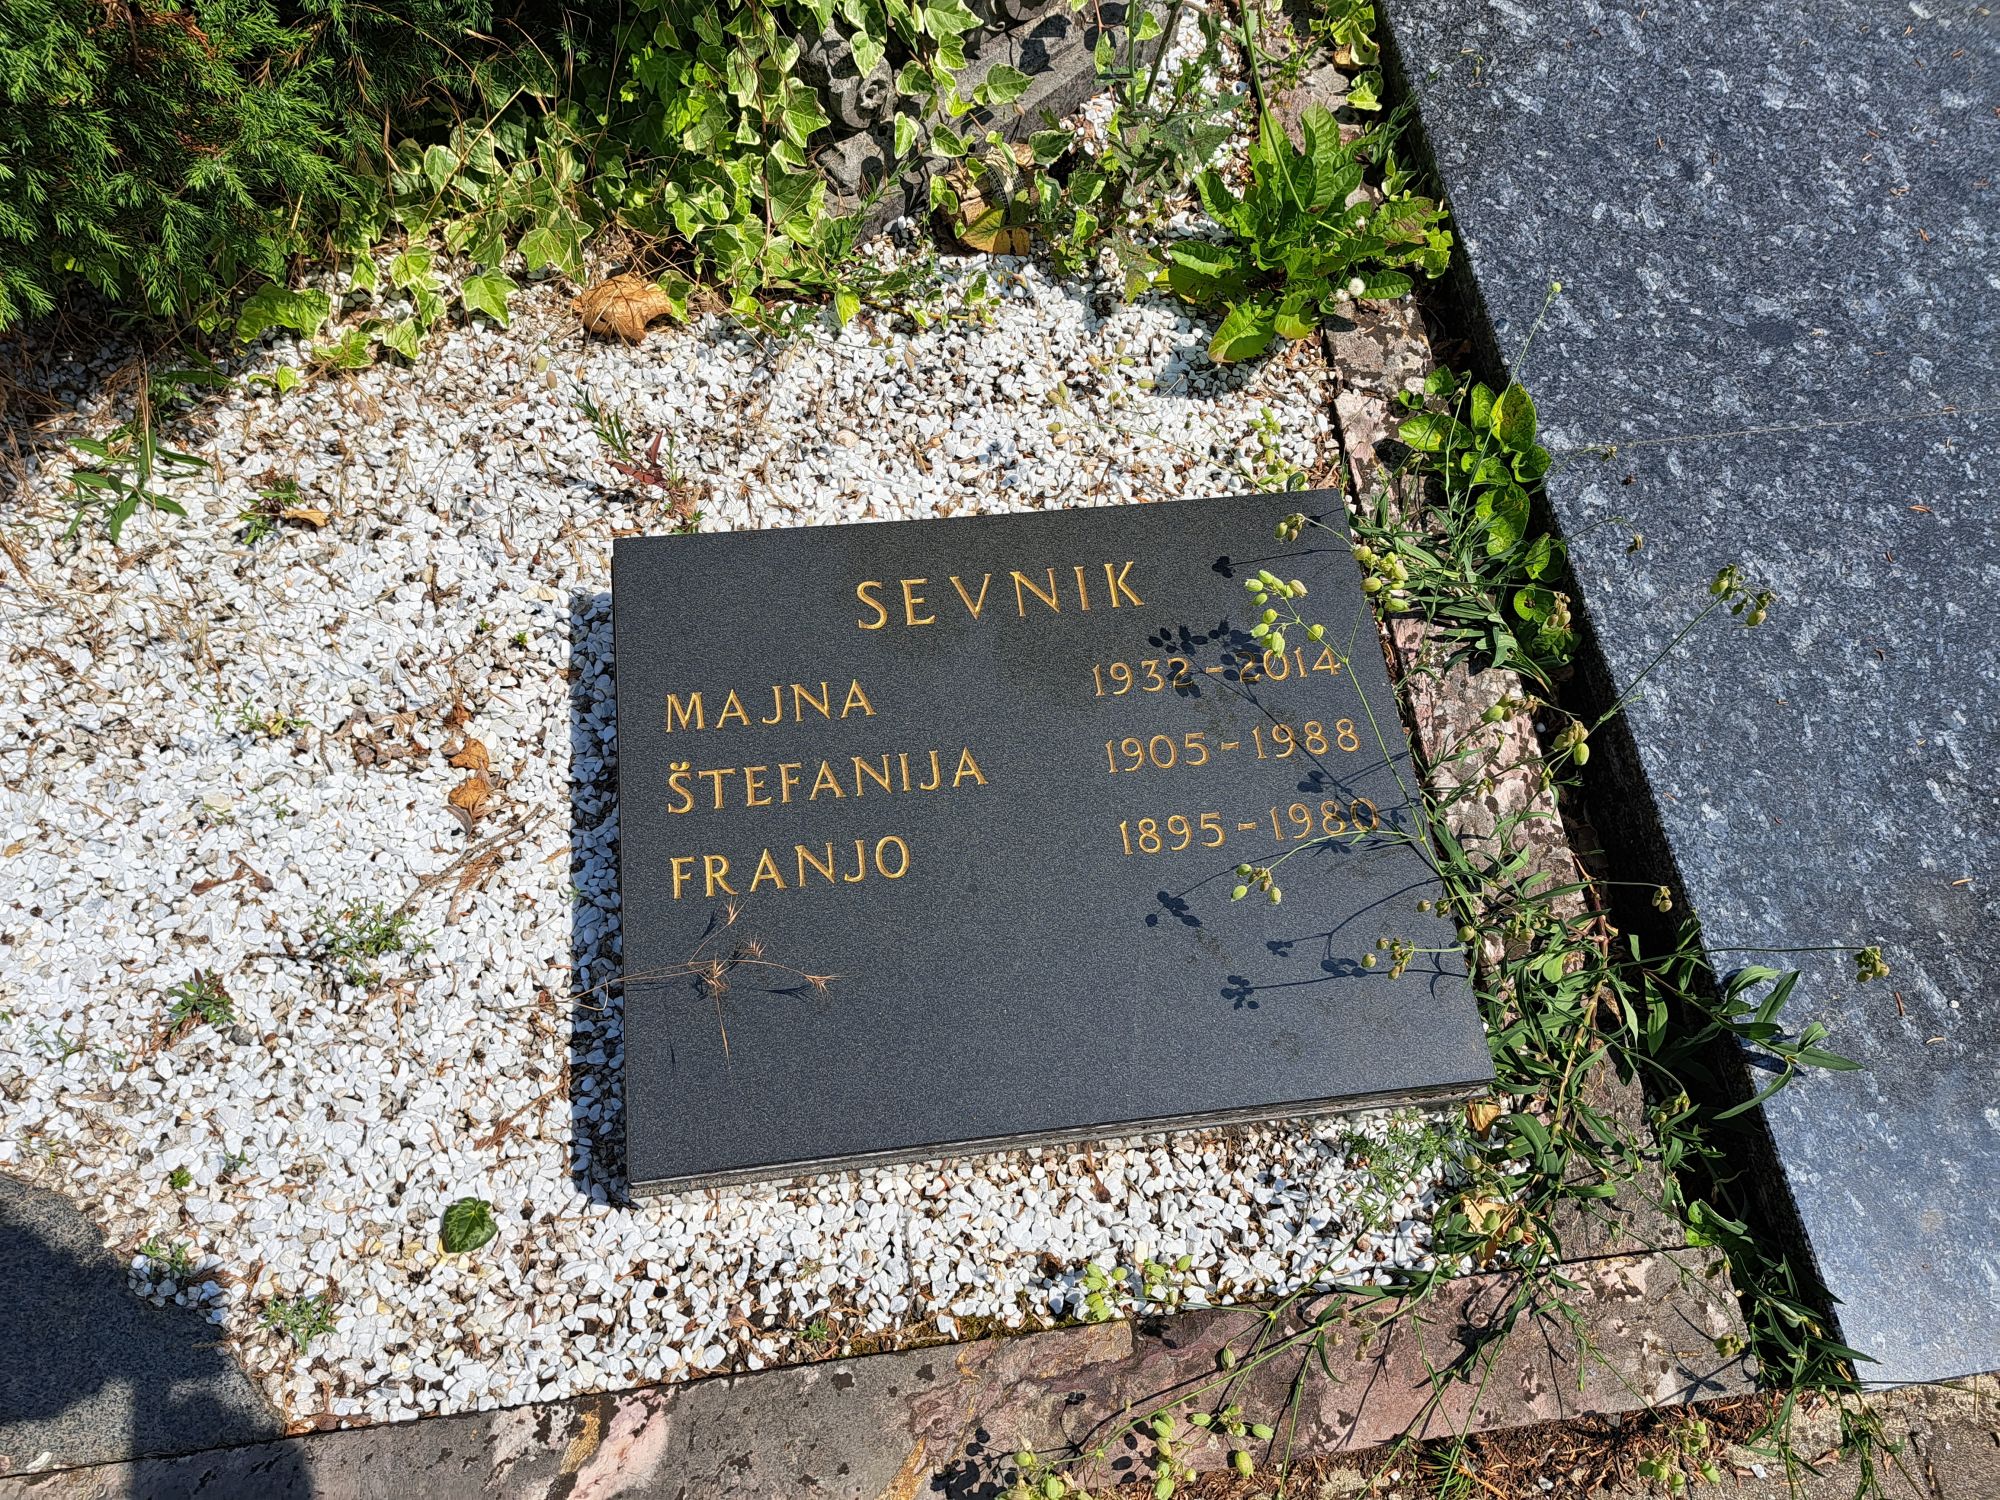 SEVNIK
MAJNA 1932 - 2014
ŠTEFANIJA 1905 - 1988
FRANJO 1895 - 1980